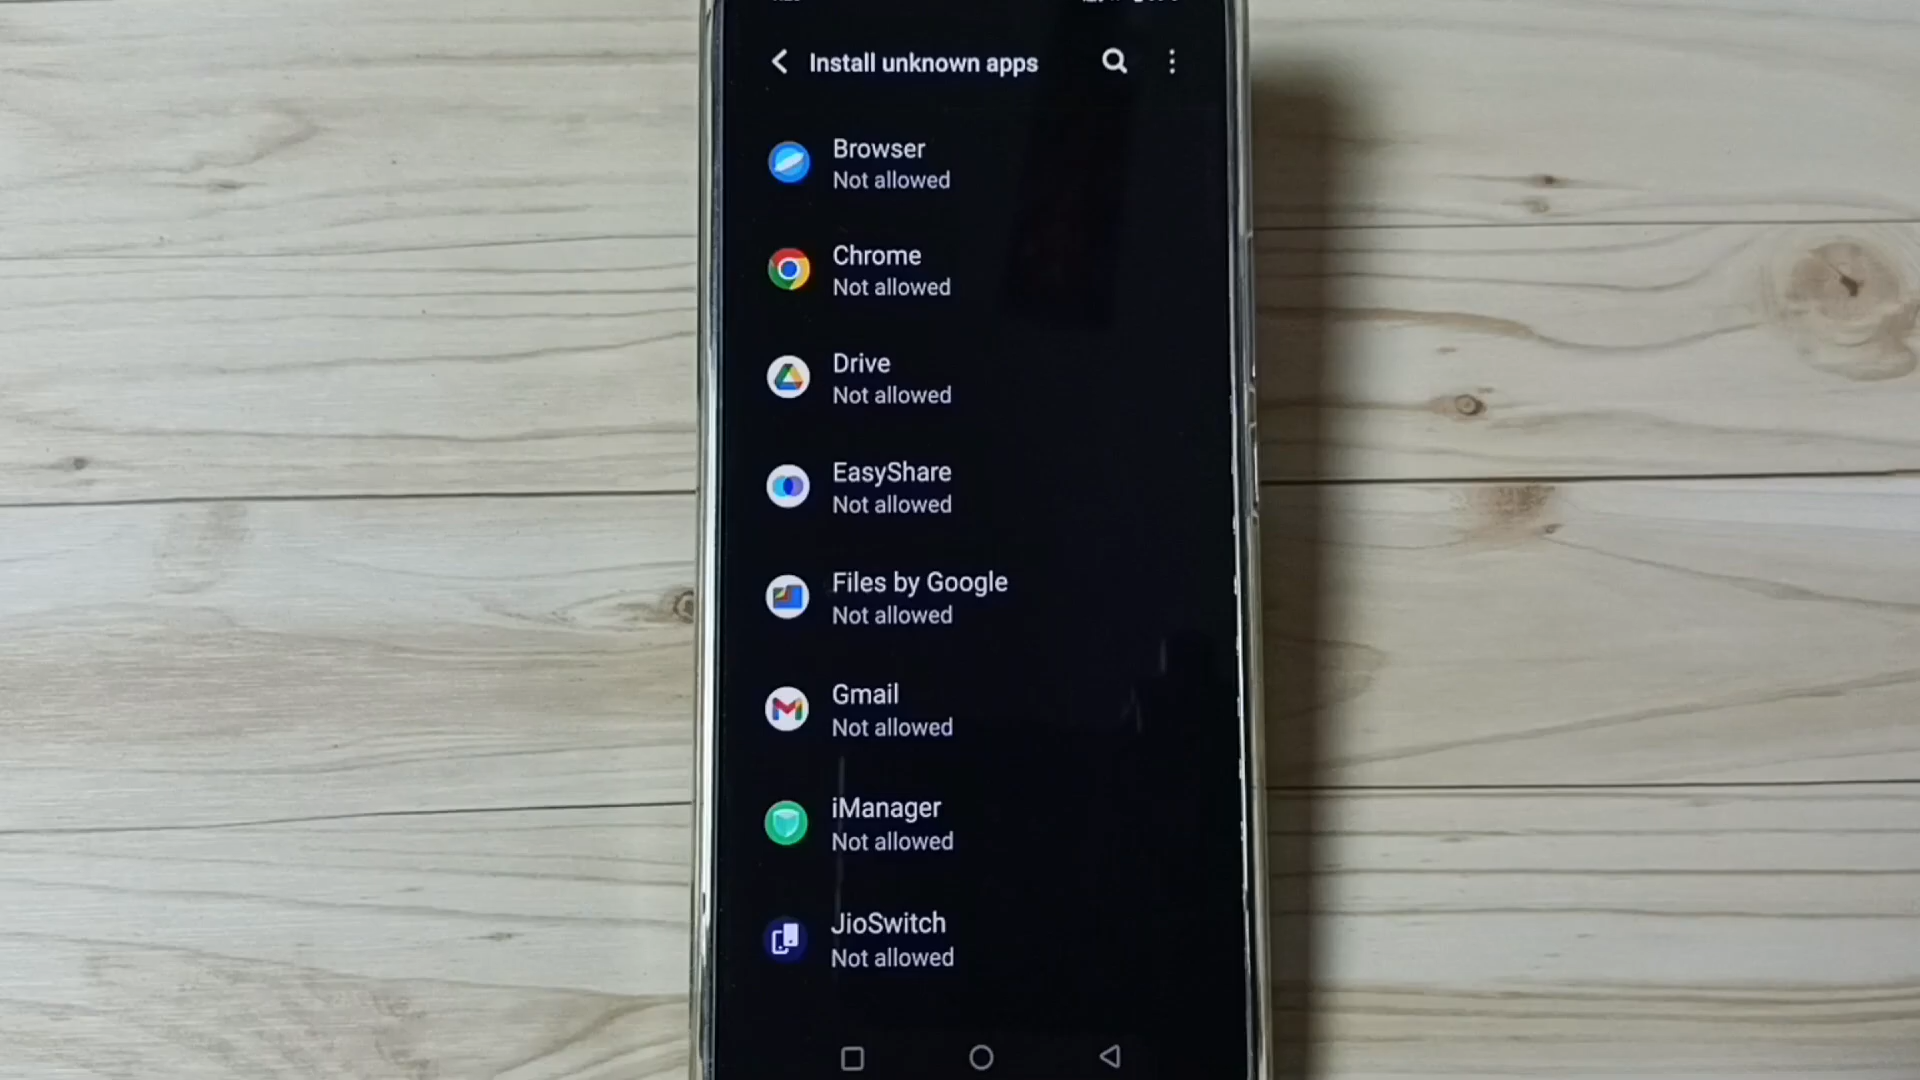 Install unknown apps
Browser
Not allowed
Chrome
Not allowed
Drive
Not allowed
EasyShare
Not allowed
Files by Google
Not allowed
Gmail
Not allowed
iManager
Not allowed
JioSwitch
Not allowed